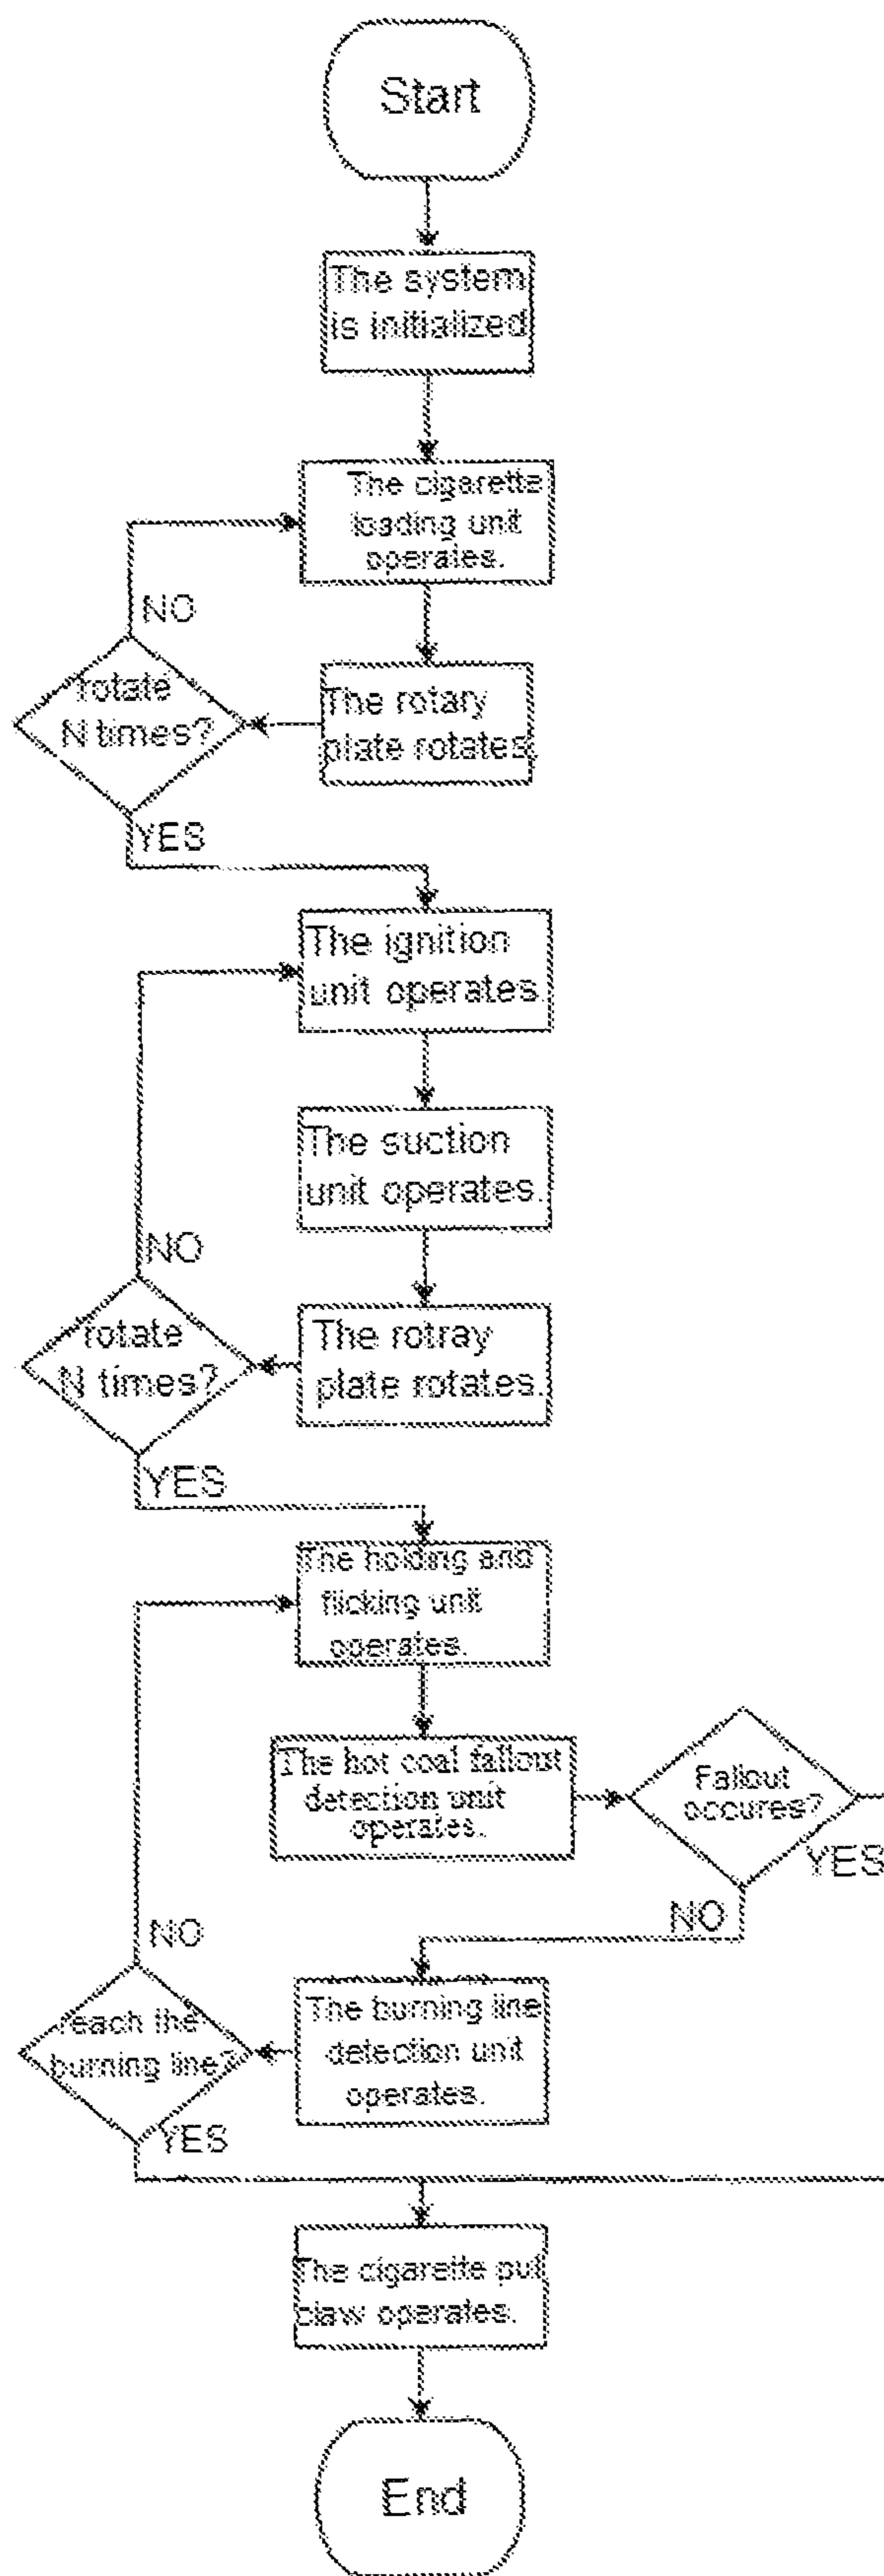 Start
The system
is initialized
The cigarette
loading unit
operates.
NO
rotate
N times?
The rotary
plate rotates.
YES
The ignition
unit operates.
The suction
unit operates.
NO
rotate
N times?
The rotray
plate rotates.
YES
The holding and
flicking unit
operates.
The hot coal fallout
detection unit
operates.
Fallout
occures?
YES
NO
NO
reach the
burning line?
The burning line
detection unit
operates.
YES
The cigarette pull
claw operates.
End